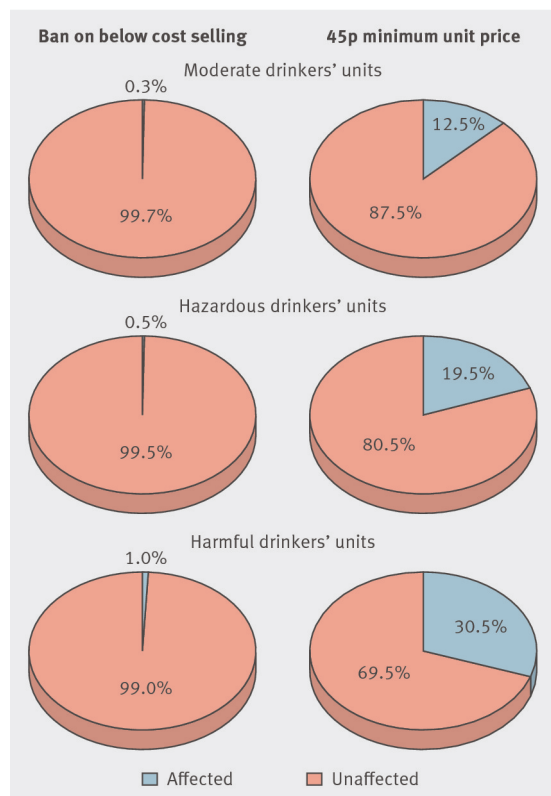 Ban on below cost selling
45p minimum unit price
Moderate drinkers' units
0.3%
12.5%
99.7%
87.5%
Hazardous drinkers' units
0.5%
19.5%
99.5%
80.5%
Harmful drinkers' units
1.0%
30.5%
99.0%
69.5%
Affected
Unaffected